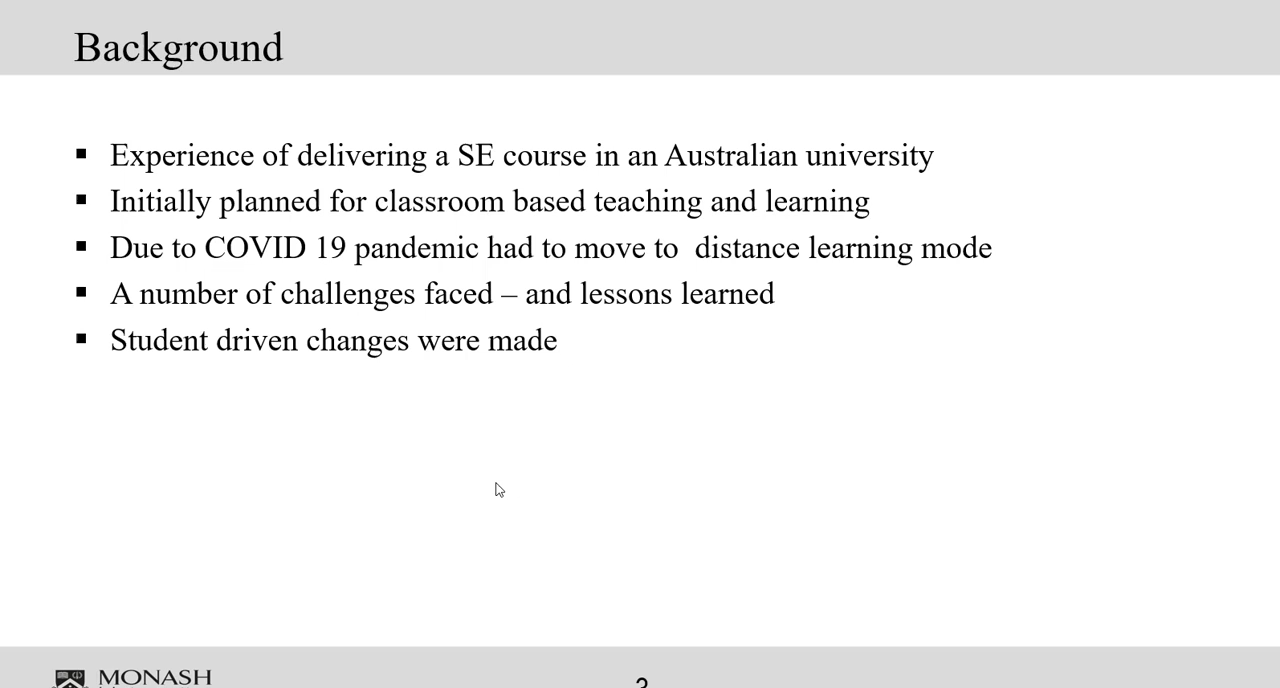 Background
Experience of delivering a SE course in an Australian university
Initially planned for classroom based teaching and learning
Due to COVID 19 pandemic had to move to  distance learning mode
A number of challenges faced – and lessons learned
Student driven changes were made
MONASH